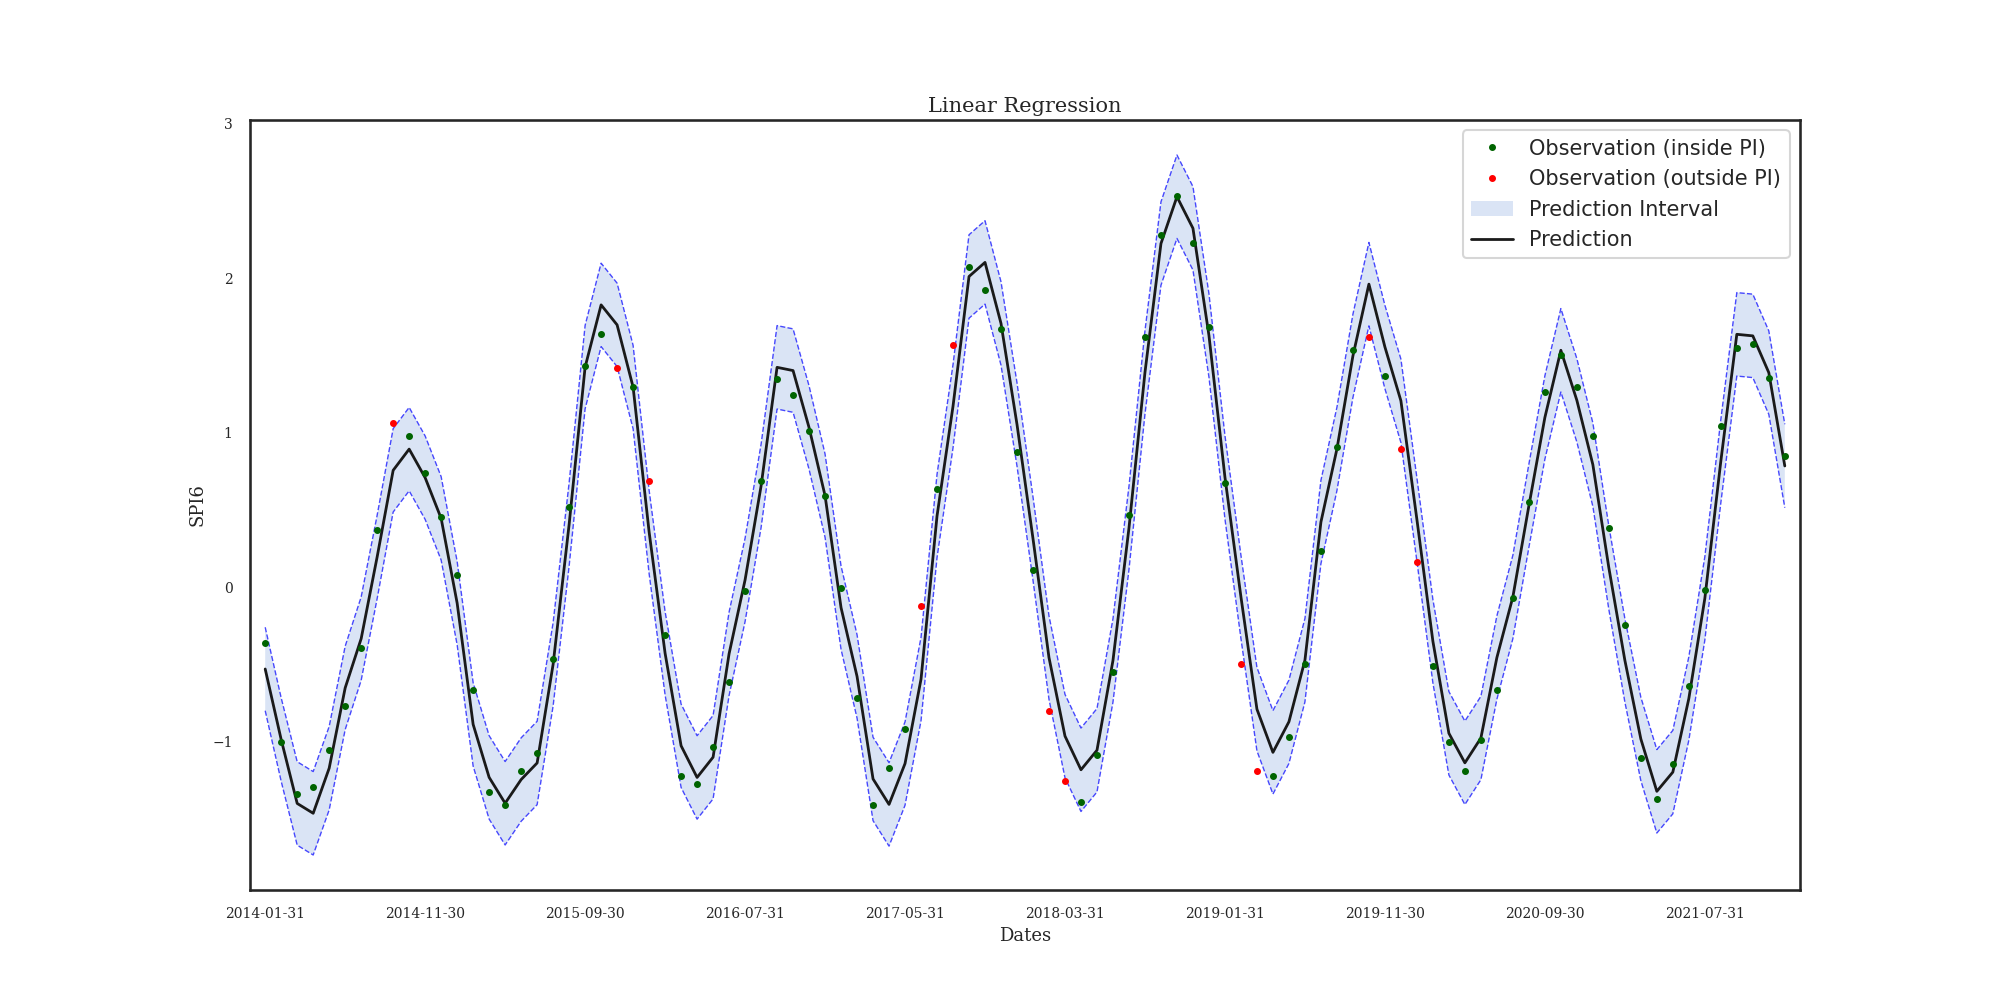 Linear Regression
3
2
1
0
−1
SPI6
Observation (inside PI)
Observation (outside PI)
Prediction Interval
Prediction
2014-01-31 2014-11-30 2015-09-30 2016-07-31 2017-05-31 2018-03-31 2019-01-31 2019-11-30 2020-09-30 2021-07-31
Dates